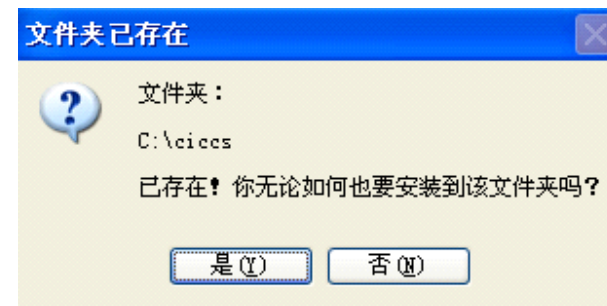 文件夹已存在
文件夹：
C:\ciccs
已存在！你无论如何也要安装到该文件夹吗？
是(Y)
否(N)